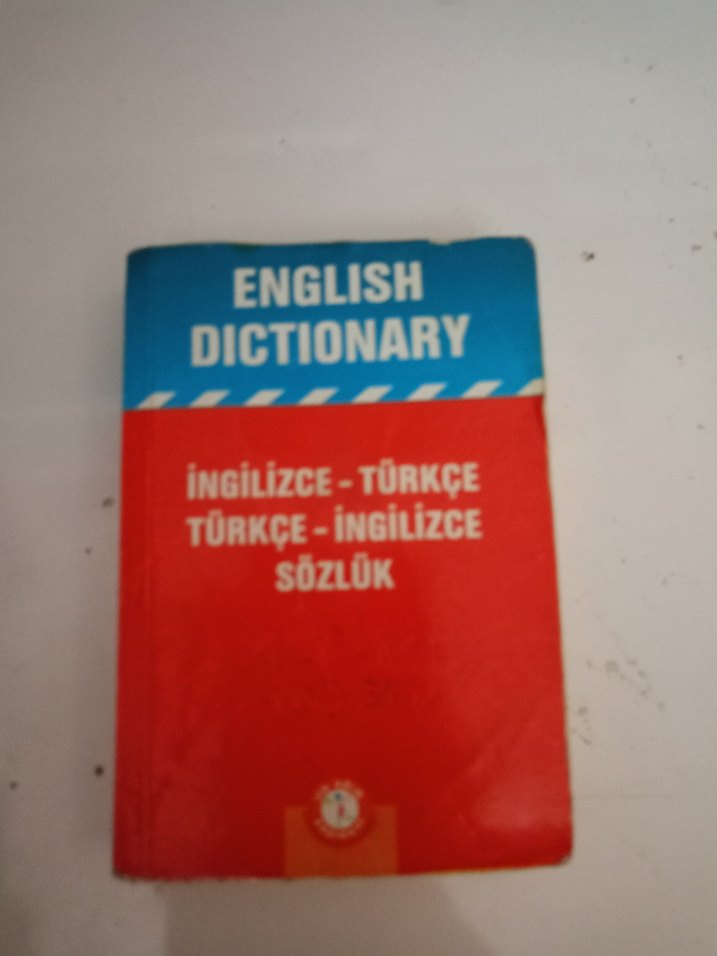 ENGLISH
DICTIONARY
İNGİLİZCE - TÜRKÇE
TÜRKÇE - İNGİLİZCE
SÖZLÜK